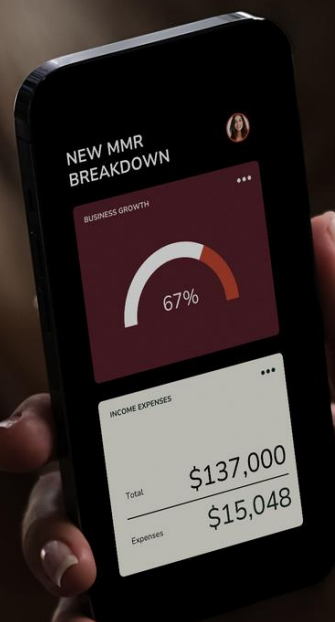 NEW MMR
BREAKDOWN
BUSINESS GROWTH
67%
INCOME EXPENSES
Total $137,000
Expenses $15,048